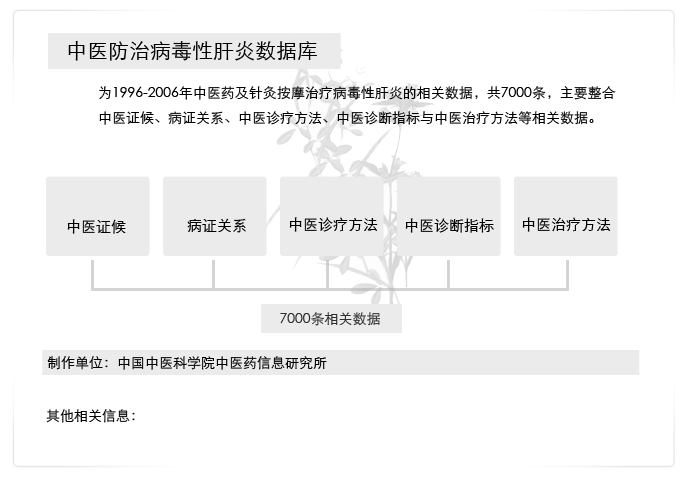 中医防治病毒性肝炎数据库
为1996-2006年中医药及针灸按摩治疗病毒性肝炎的相关数据，共7000条，主要整合
中医证候、病证关系、中医诊疗方法、中医诊断指标与中医治疗方法等相关数据。
中医证候
病证关系
中医诊疗方法
中医诊断指标
中医治疗方法
7000条相关数据
制作单位：中国中医科学院中医药信息研究所
其他相关信息：